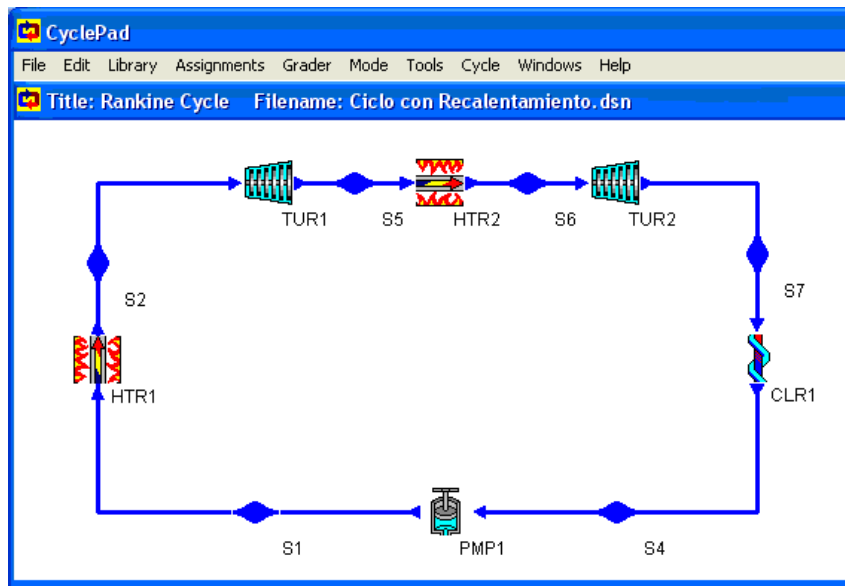 CyclePad
File Edit Library Assignments Grader Mode Tools Cycle Windows Help
Title: Rankine Cycle Filename: Ciclo con Recalentamiento.dsn
TUR1 S5 HTR2 S6 TUR2
S2 S7
HTR1 CLR1
S1 PMP1 S4